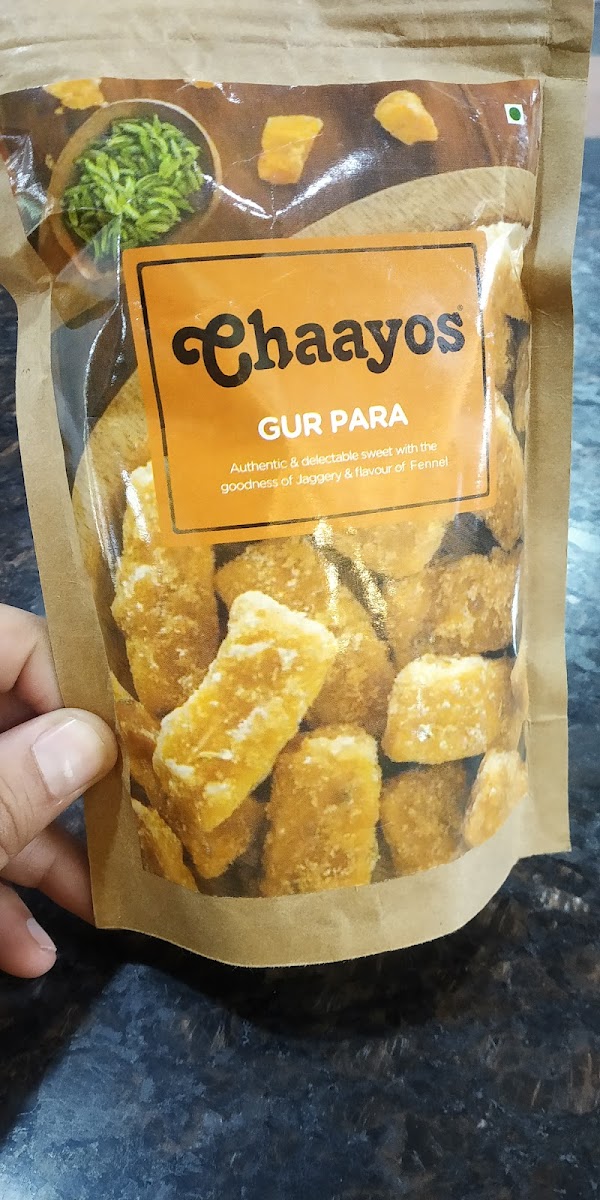 Chaayos®
GUR PARA
Authentic & delectable sweet with the
goodness of Jaggery & flavour of Fennel